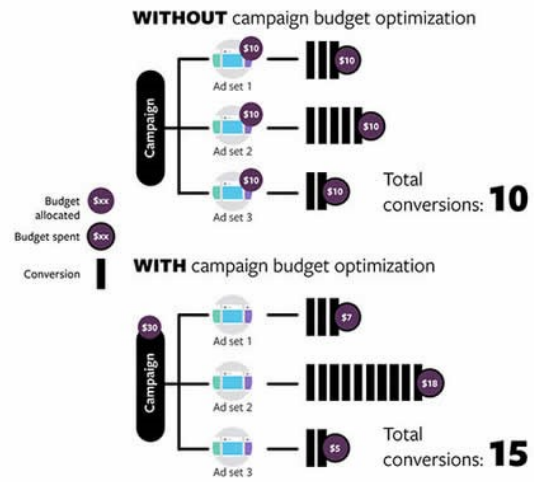 WITHOUT campaign budget optimization
$10
Ad set 1
$10
Campaign
$10
Ad set 2
$10
$10
Ad set 3
$10
Total
conversions: 10
Budget
allocated
$xx
Budget spent
$xx
Conversion
WITH campaign budget optimization
$30
Campaign
Ad set 1
$7
Ad set 2
$18
Ad set 3
$5
Total
conversions: 15